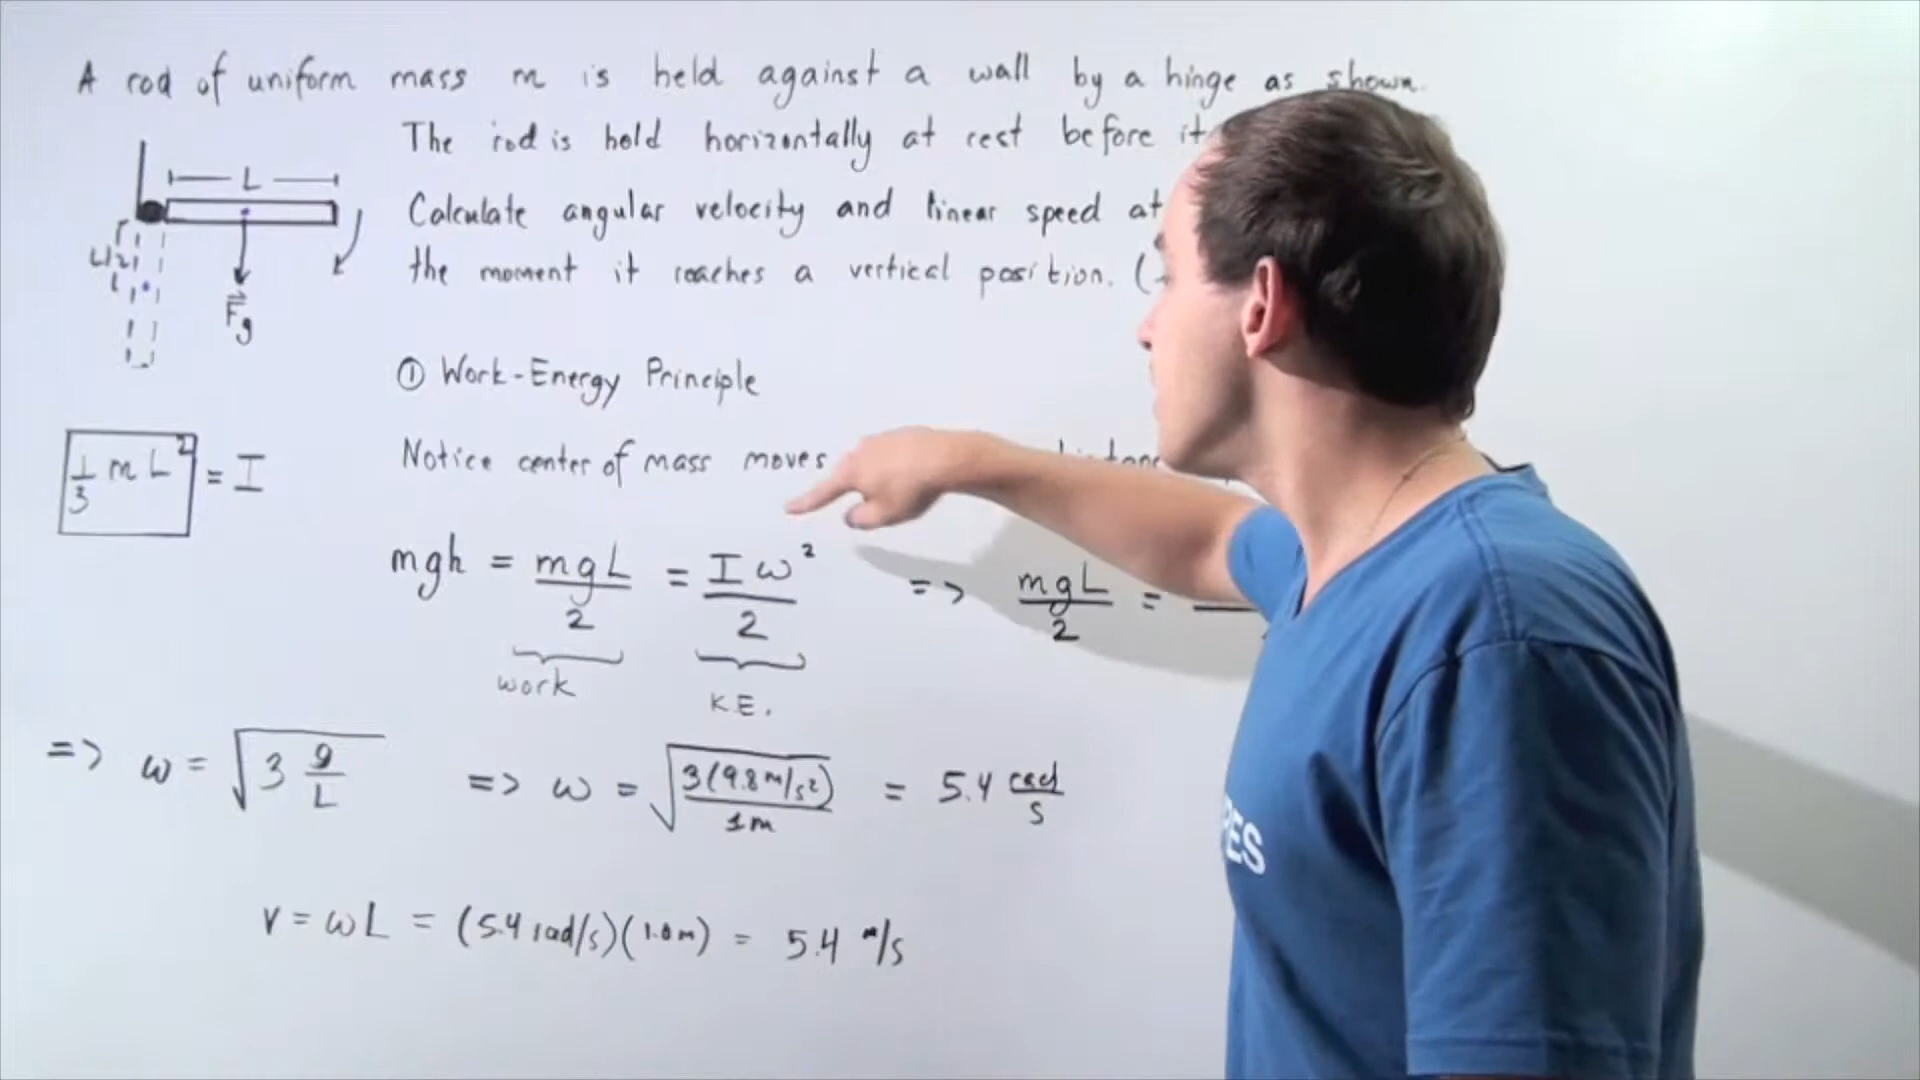 A rod of uniform mass m is held against a wall by a hinge as shown.
The rod is held horizontally at rest before it
Calculate angular velocity and linear speed at
the moment it reaches a vertical position. (
L
L/2
F⃗g
① Work-Energy Principle
Notice center of mass moves
1/3 m L² = I
mgh = mgL/2 = Iω²/2 => mgL/2 =
work
K.E.
=> ω = √(3 g/L) => ω = √(3(9.8 m/s²)/1m) = 5.4 rad/s
v = ωL = (5.4 rad/s)(1.0m) = 5.4 m/s